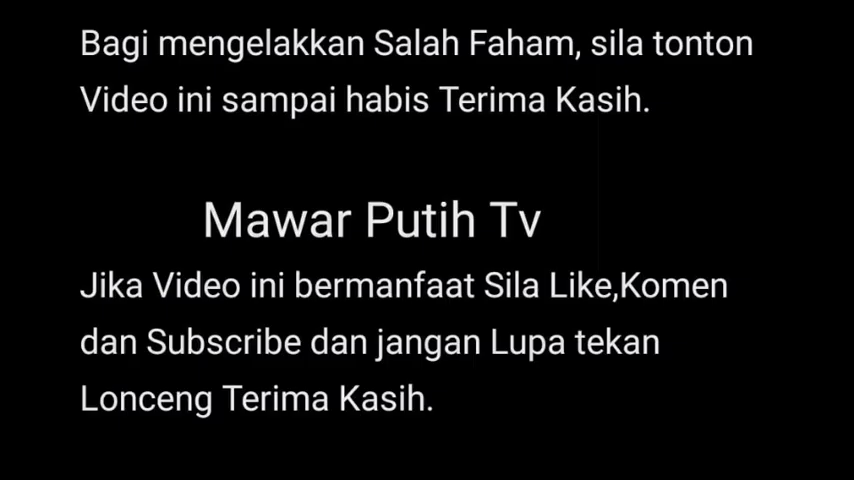 Bagi mengelakkan Salah Faham, sila tonton
Video ini sampai habis Terima Kasih.
Mawar Putih Tv
Jika Video ini bermanfaat Sila Like,Komen
dan Subscribe dan jangan Lupa tekan
Lonceng Terima Kasih.